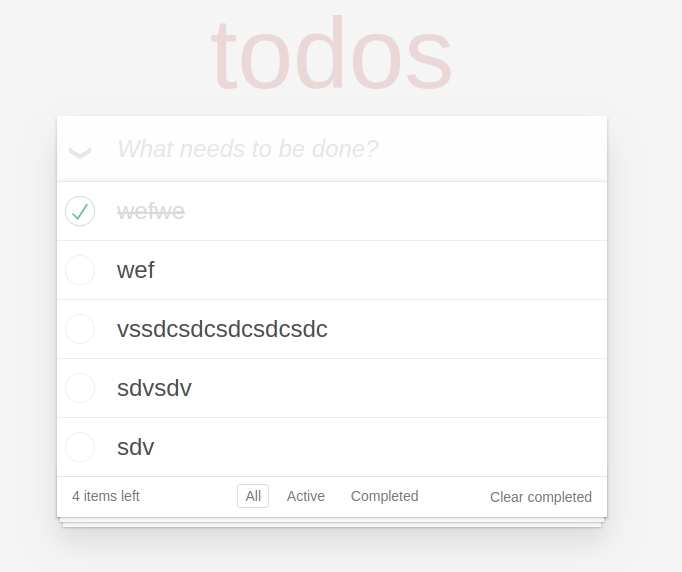 todos
What needs to be done?
wefwe
wef
vssdcsdcsdcsdcsdc
sdvsdv
sdv
4 items left All Active Completed Clear completed